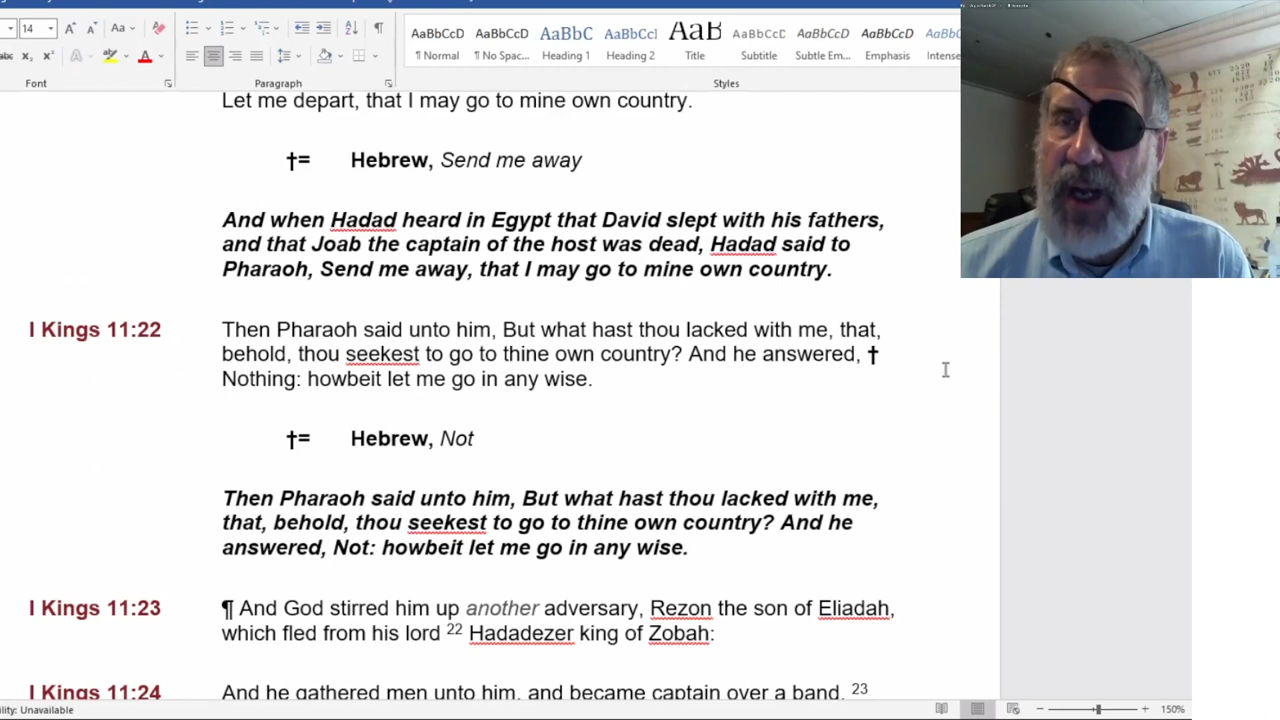 14
Aa
abc x₂ x²
A
A
¶
AaBbCcD AaBbCcD AaBbC AaBbCcI AaB AaBbCcD AaBbCcD AaBbCcD AaBbC
¶ Normal ¶ No Spac... Heading 1 Heading 2 Title Subtitle Subtle Em... Emphasis Intense
Font Paragraph Styles
Let me depart, that I may go to mine own country.
†= Hebrew, Send me away
And when Hadad heard in Egypt that David slept with his fathers,
and that Joab the captain of the host was dead, Hadad said to
Pharaoh, Send me away, that I may go to mine own country.
I Kings 11:22 Then Pharaoh said unto him, But what hast thou lacked with me, that,
behold, thou seekest to go to thine own country? And he answered, †
Nothing: howbeit let me go in any wise.
†= Hebrew, Not
Then Pharaoh said unto him, But what hast thou lacked with me,
that, behold, thou seekest to go to thine own country? And he
answered, Not: howbeit let me go in any wise.
I Kings 11:23 ¶ And God stirred him up another adversary, Rezon the son of Eliadah,
which fled from his lord 22 Hadadezer king of Zobah:
I Kings 11:24 And he gathered men unto him, and became captain over a band, 23
ility: Unavailable
150%